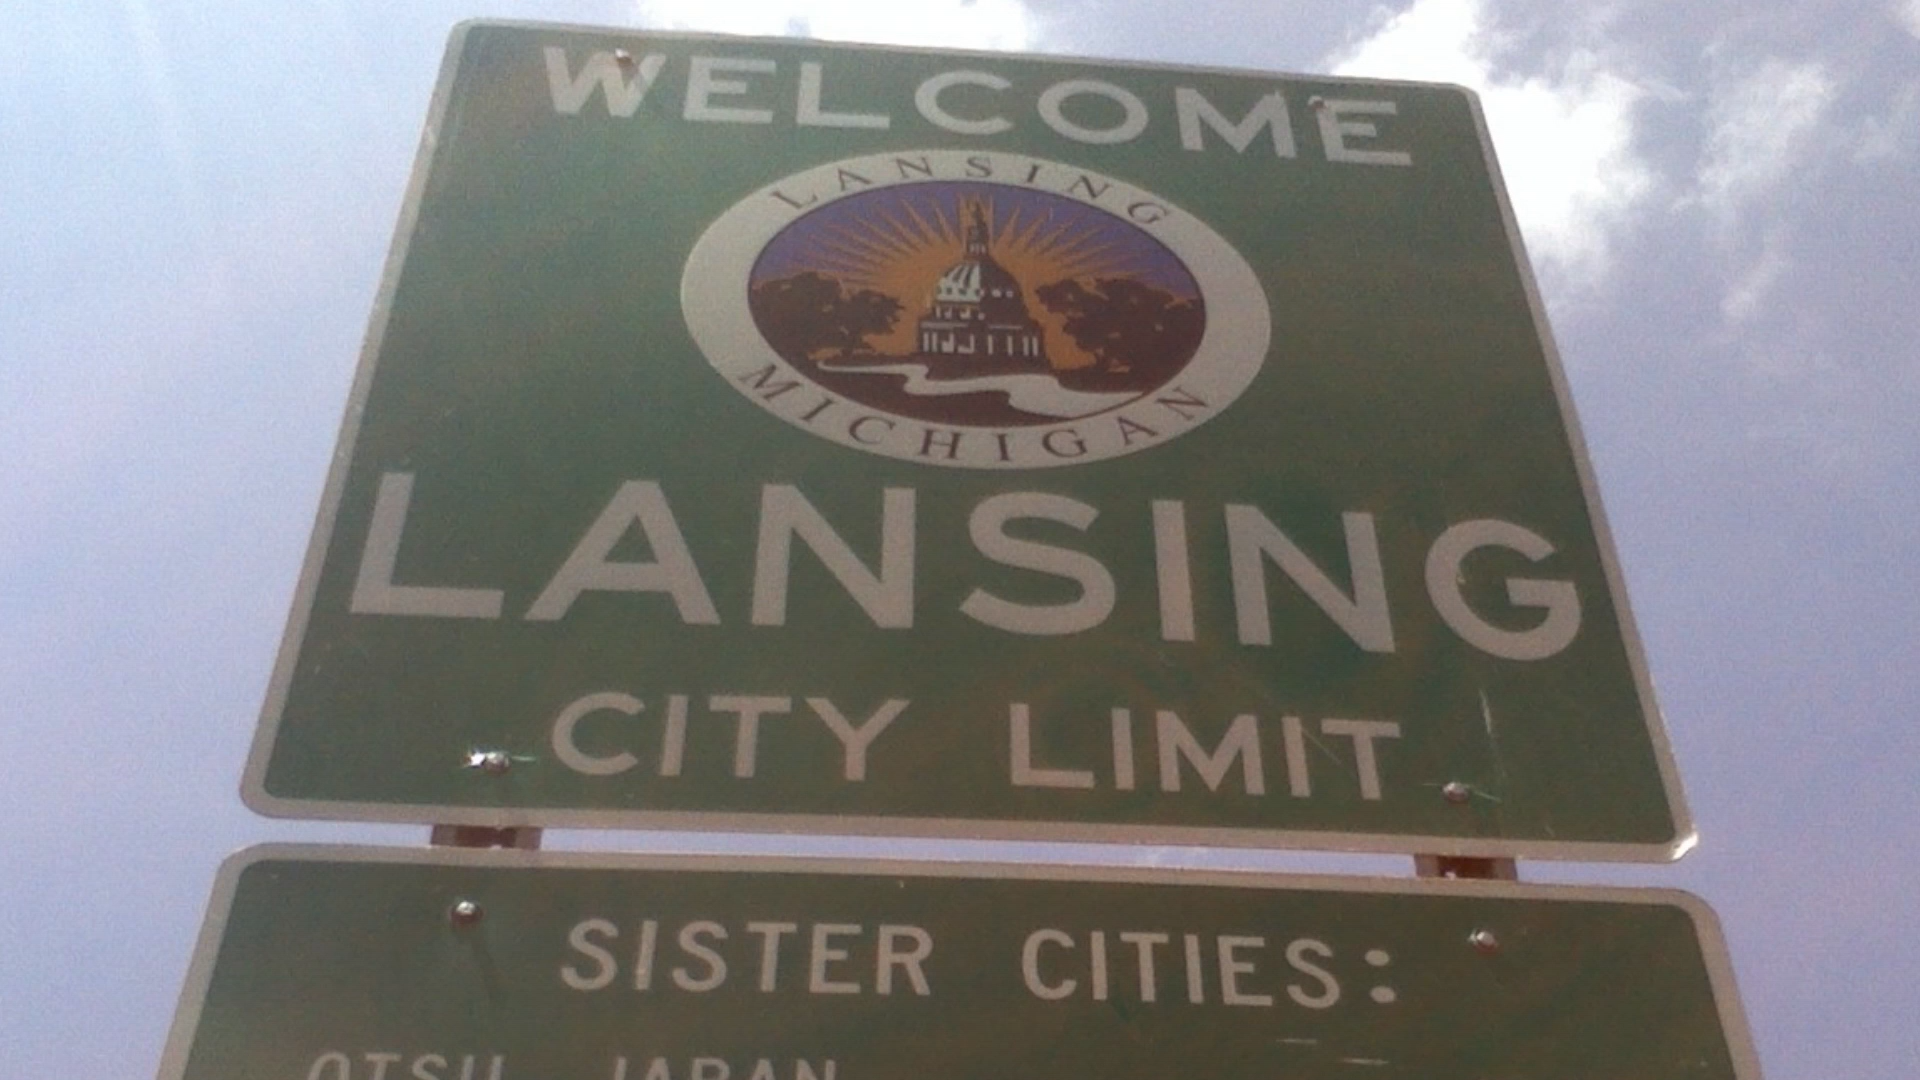 WELCOME
LANSING
MICHIGAN
LANSING
CITY LIMIT
SISTER CITIES:
OTSU JAPAN